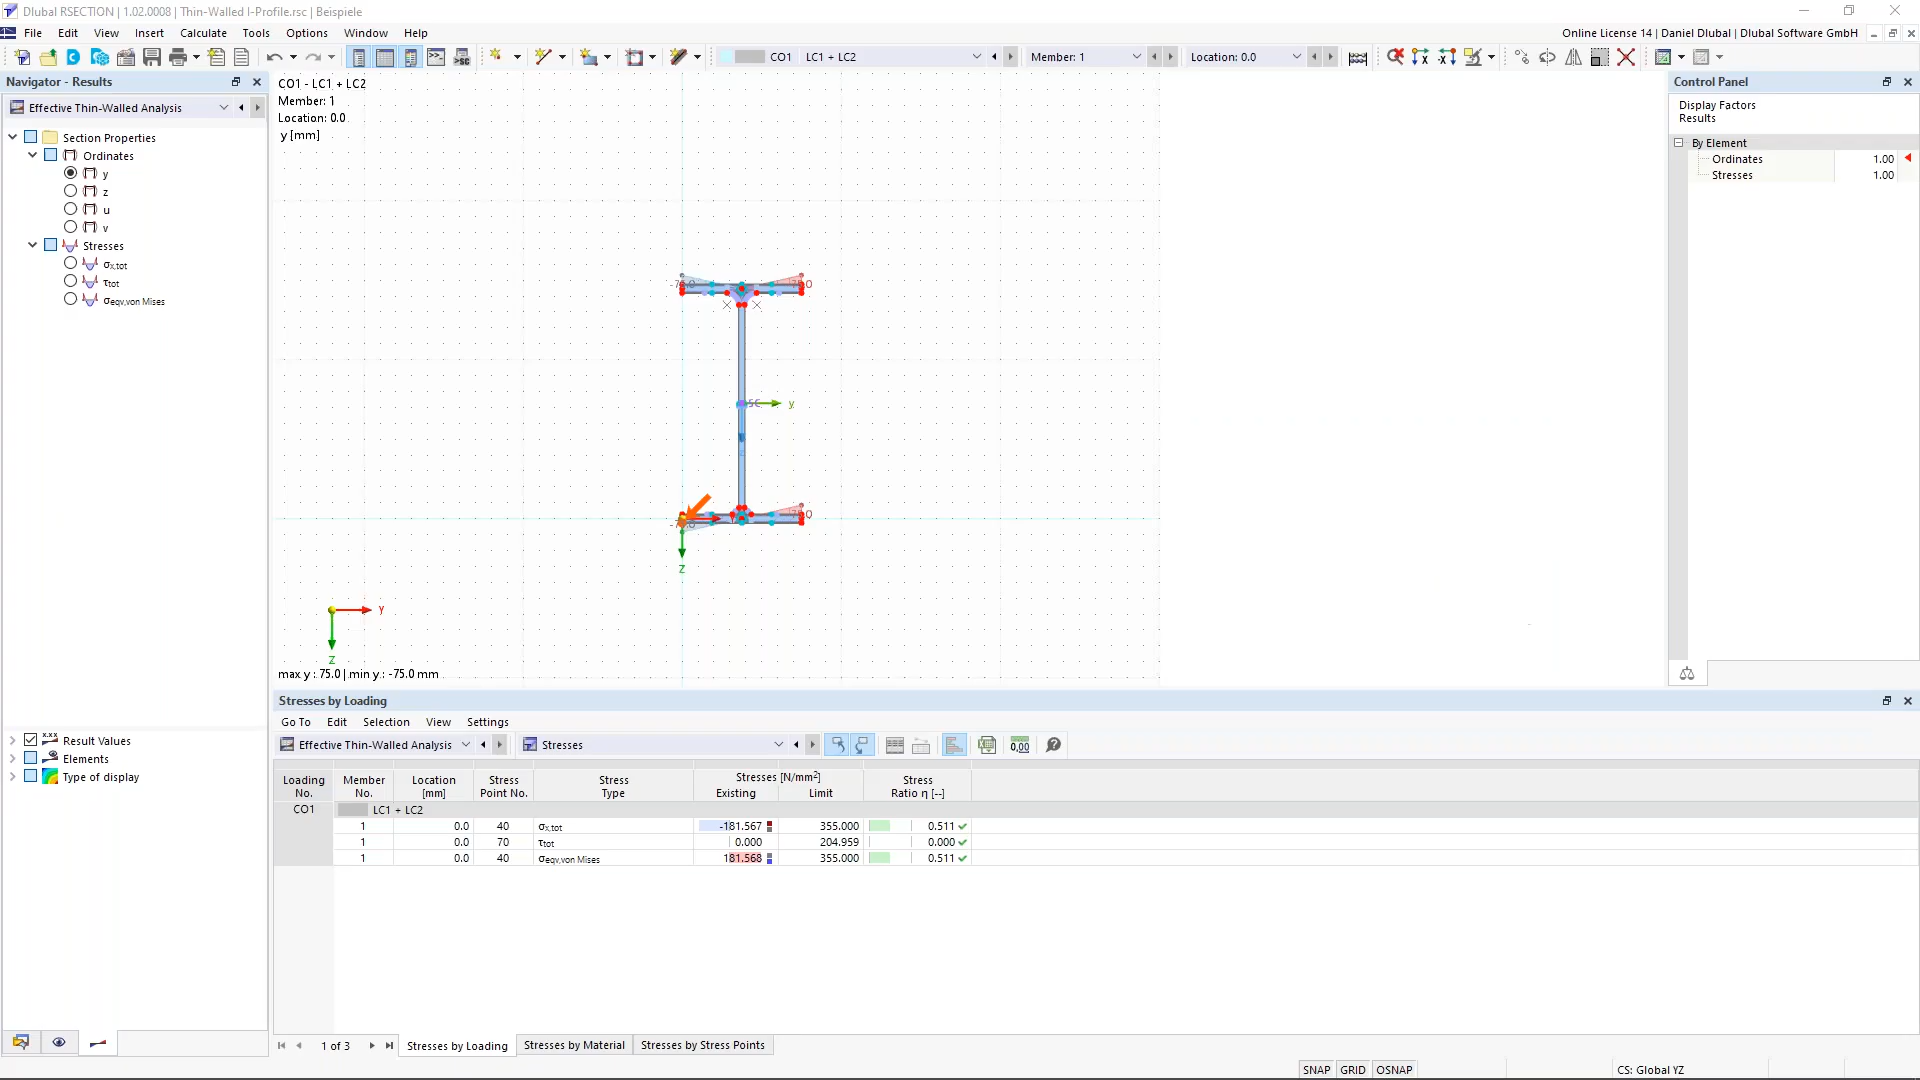 Dlubal RSECTION | 1.02.0008 | Thin-Walled I-Profile.rsc | Beispiele
File Edit View Insert Calculate Tools Options Window Help
Online License 14 | Daniel Dlubal | Dlubal Software GmbH
CO1 LC1 + LC2 Member: 1 Location: 0.0
Navigator - Results
Effective Thin-Walled Analysis
Section Properties
Ordinates
y
z
u
v
Stresses
σx,tot
τtot
σeqv,von Mises
Result Values
Elements
Type of display
CO1 - LC1 + LC2
Member: 1
Location: 0.0
y [mm]
y
z
y
z
max y : 75.0 | min y : -75.0 mm
Control Panel
Display Factors
Results
By Element
Ordinates 1.00
Stresses 1.00
Stresses by Loading
Go To Edit Selection View Settings
Effective Thin-Walled Analysis Stresses 0,00
Loading No. Member No. Location [mm] Stress Point No. Stress Type Stresses [N/mm²] Existing Limit Stress Ratio η [--]
CO1 LC1 + LC2
1 0.0 40 σx,tot -181.567 355.000 0.511
1 0.0 70 τtot 0.000 204.959 0.000
1 0.0 40 σeqv,von Mises 181.568 355.000 0.511
1 of 3 Stresses by Loading Stresses by Material Stresses by Stress Points
SNAP GRID OSNAP CS: Global YZ